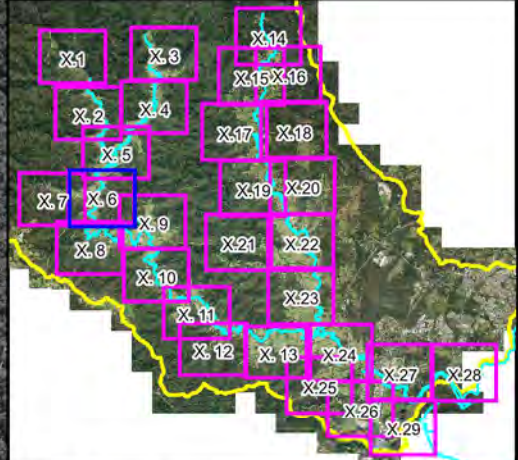 X.14
X.1
X. 3
X.15
X.16
X. 2
X. 4
X.17
X.18
X. 5
X. 7
X. 6
X.19
X.20
X. 9
X. 8
X.21
X.22
X. 10
X.23
X. 11
X. 12
X. 13
X.24
X.27
X.28
X.25
X.26
X.29